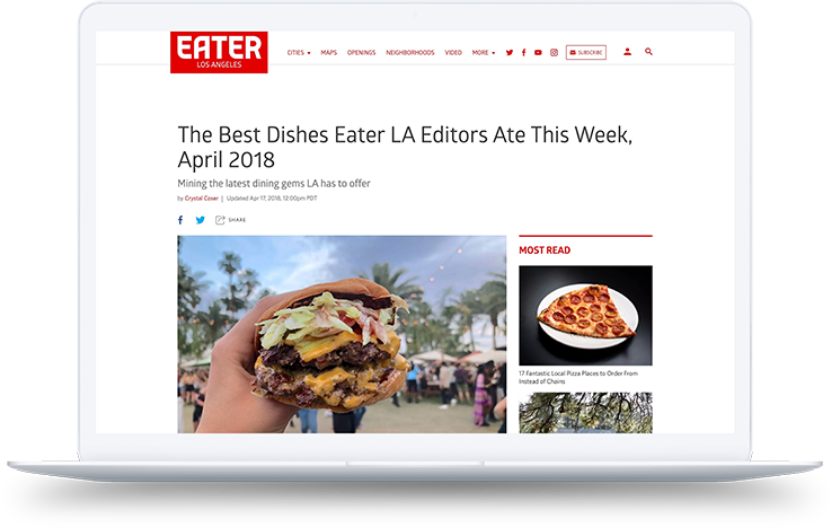 EATER
LOS ANGELES
CITIES MAPS OPENINGS NEIGHBORHOODS VIDEO MORE SUBSCRIBE
The Best Dishes Eater LA Editors Ate This Week,
April 2018
Mining the latest dining gems LA has to offer
by Crystal Coser | Updated Apr 17, 2018, 12:00pm PDT
SHARE
MOST READ
17 Fantastic Local Pizza Places to Order From
Instead of Chains